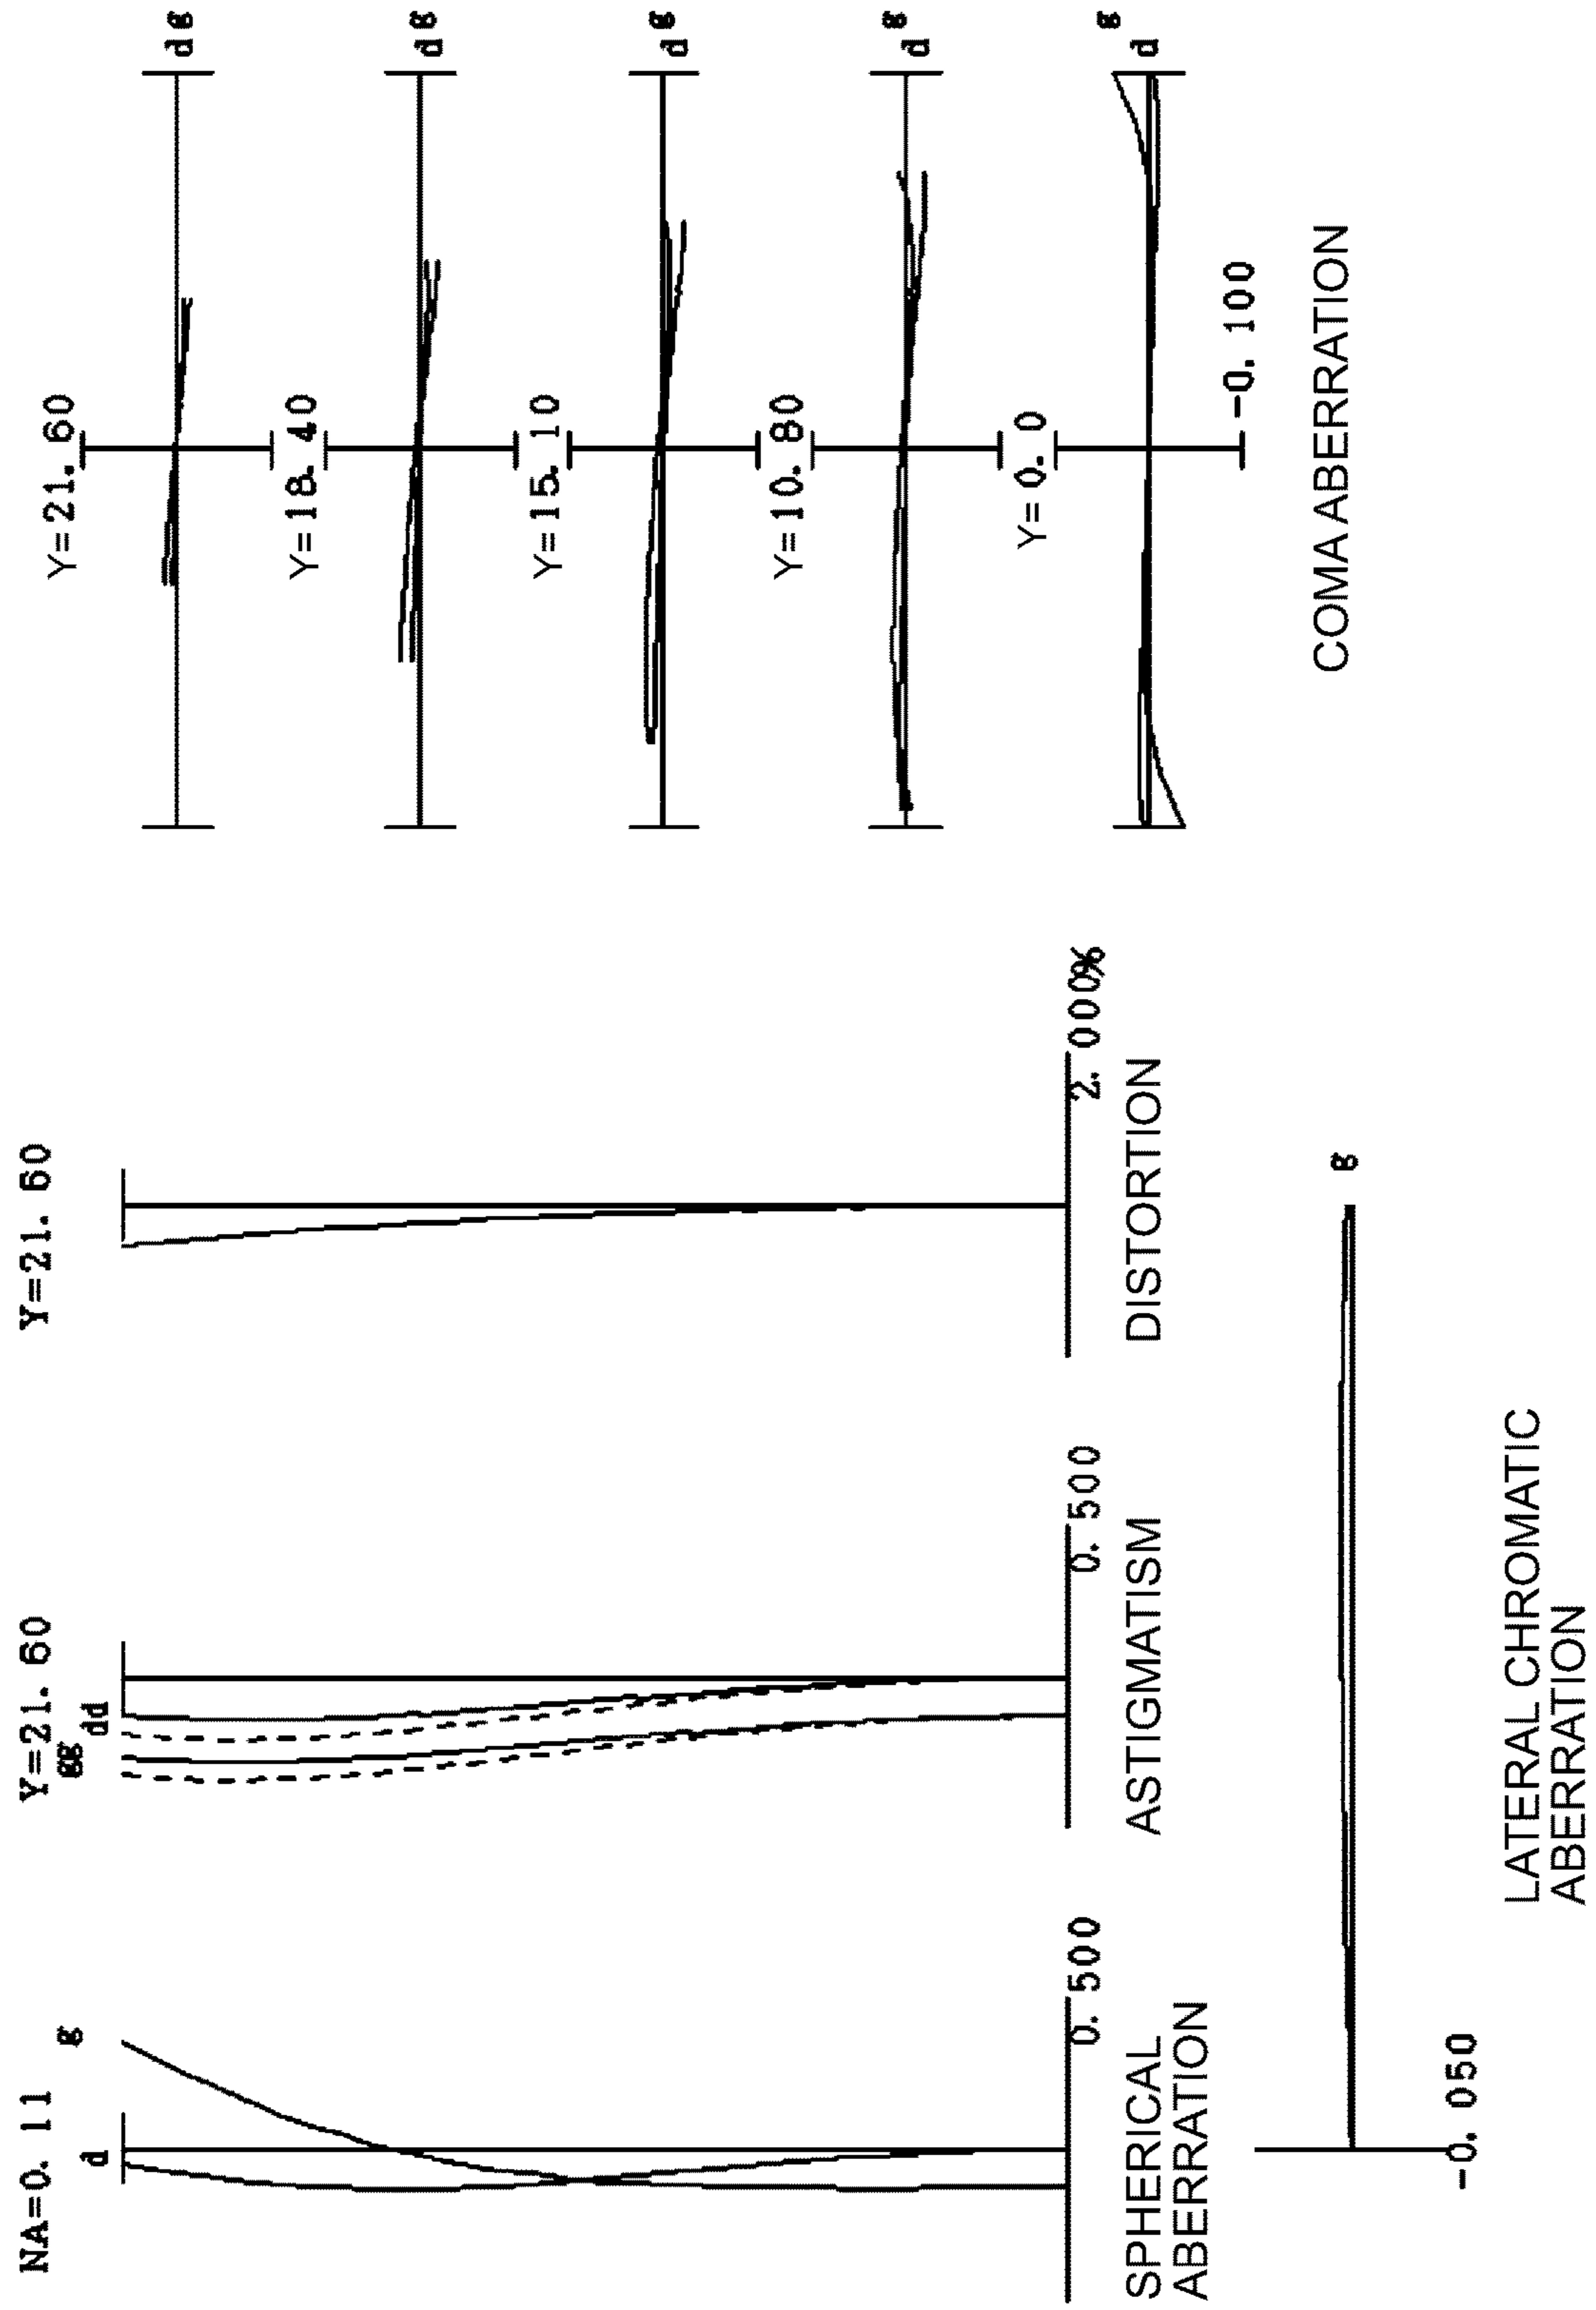 NA=0. 11
d
g
0. 500
SPHERICAL
ABERRATION
Y=21. 60
gg
dd
0. 500
ASTIGMATISM
Y=21. 60
2. 000%
DISTORTION
-0. 050
g
LATERAL CHROMATIC
ABERRATION
Y=21. 60
d g
Y=18. 40
d g
Y=15. 10
d g
Y=10. 80
d g
Y=0. 0
g
d
-0. 100
COMA ABERRATION